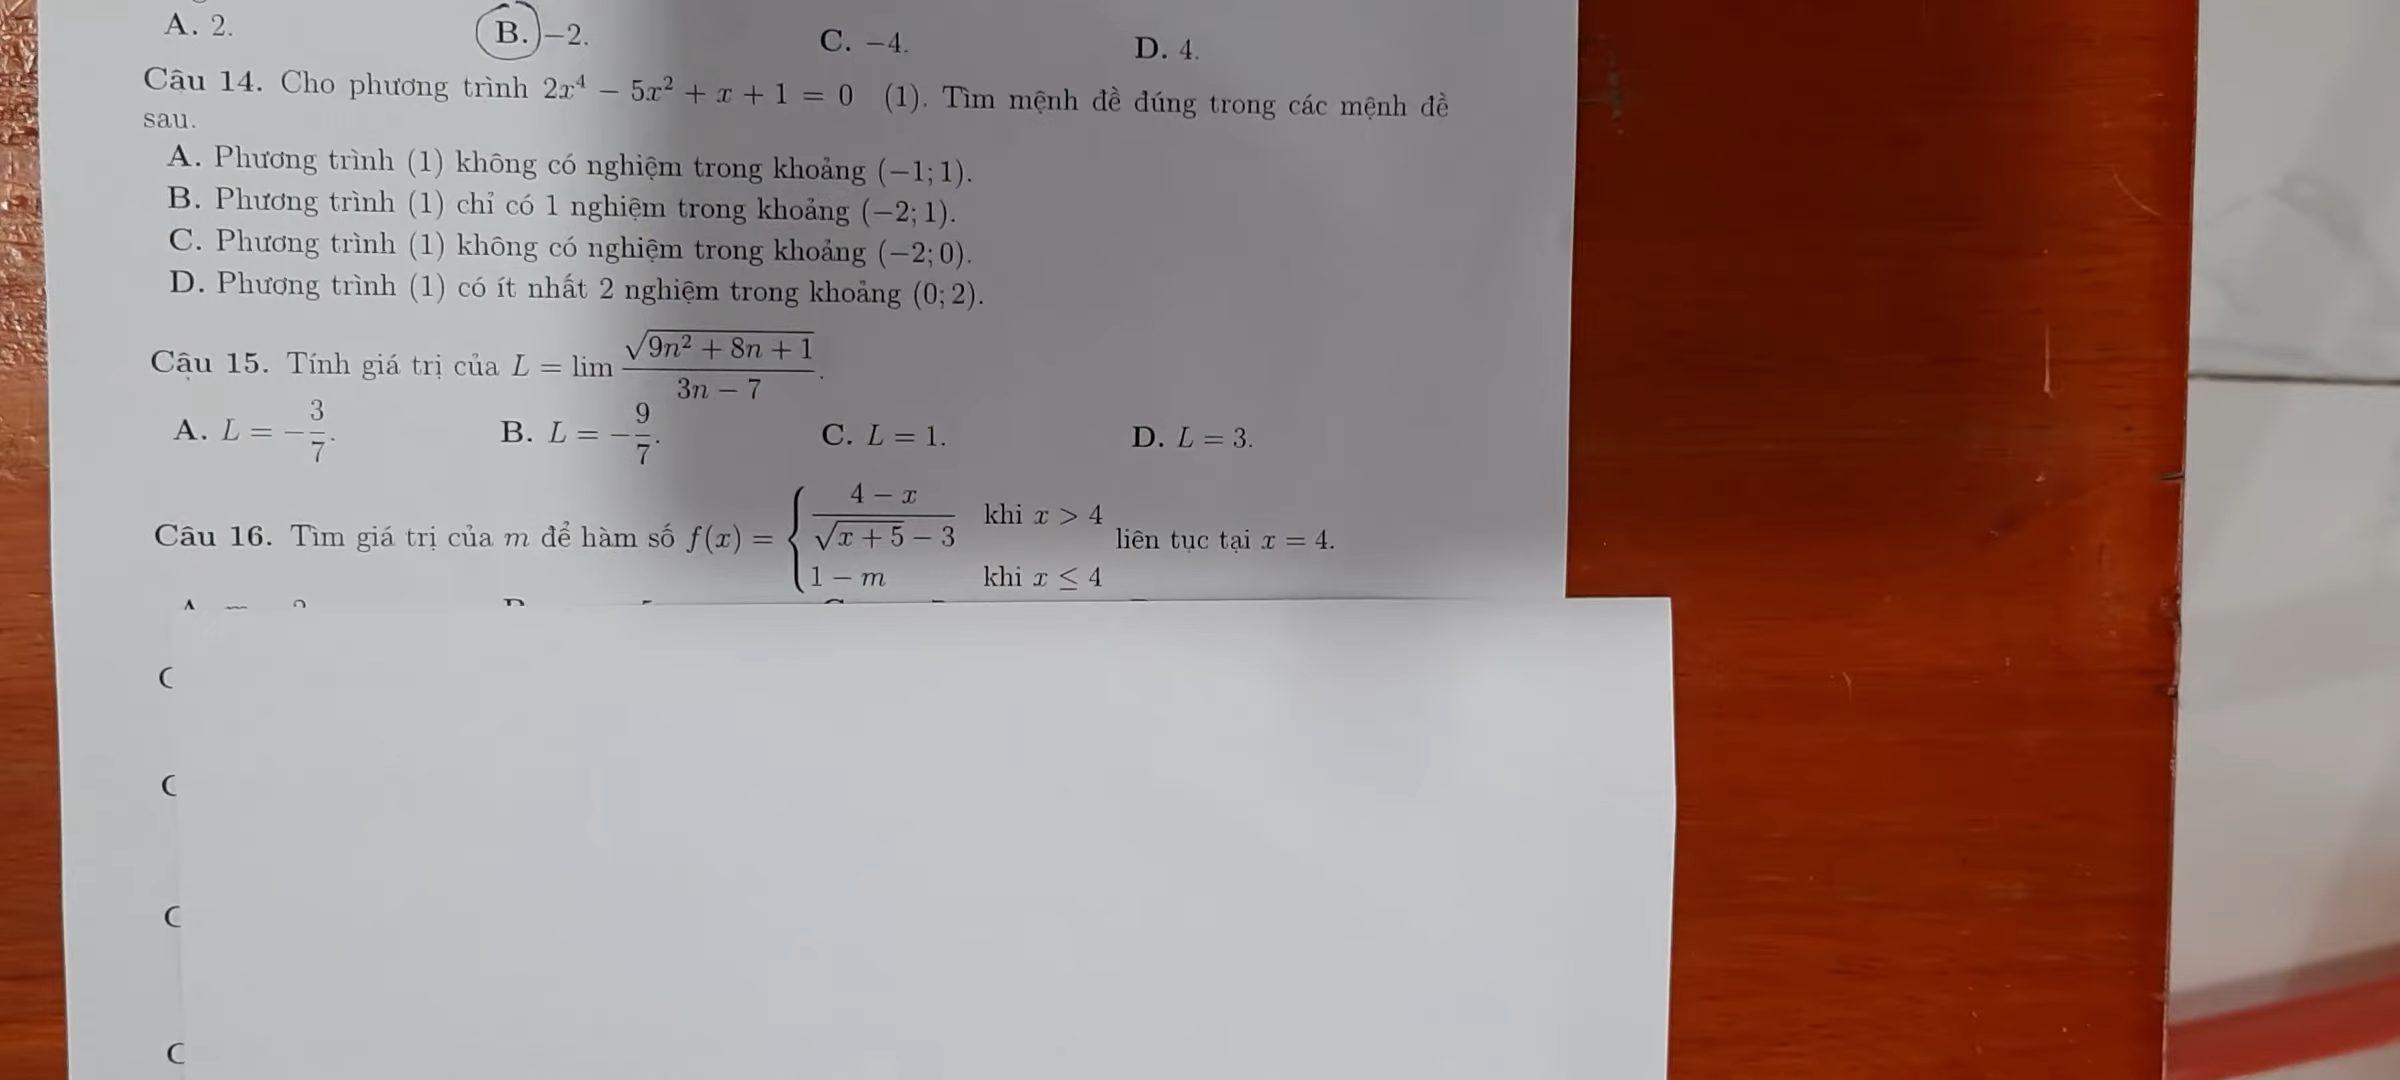 A. 2. B. −2. C. −4. D. 4.
Câu 14. Cho phương trình 2x⁴ − 5x² + x + 1 = 0 (1). Tìm mệnh đề đúng trong các mệnh đề
sau.
A. Phương trình (1) không có nghiệm trong khoảng (−1; 1).
B. Phương trình (1) chỉ có 1 nghiệm trong khoảng (−2; 1).
C. Phương trình (1) không có nghiệm trong khoảng (−2; 0).
D. Phương trình (1) có ít nhất 2 nghiệm trong khoảng (0; 2).
Câu 15. Tính giá trị của L = lim √(9n² + 8n + 1) / (3n − 7).
A. L = −3/7. B. L = −9/7. C. L = 1. D. L = 3.
Câu 16. Tìm giá trị của m để hàm số f(x) = { (4 − x)/(√(x + 5) − 3) khi x > 4 liên tục tại x = 4.
1 − m khi x ≤ 4
C
C
C
C